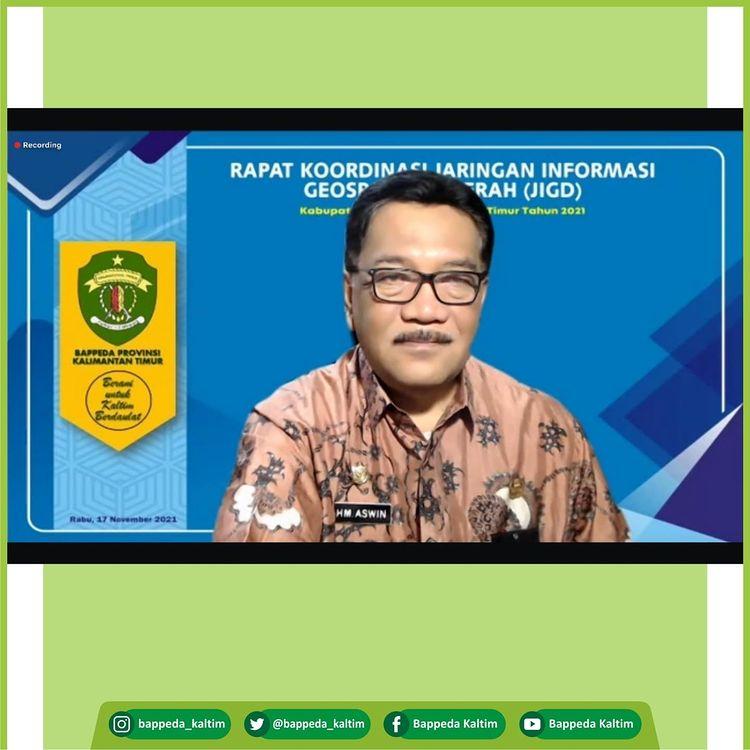 Recording
RAPAT KOORDINASI JARINGAN INFORMASI
GEOSP ERAH (JIGD)
Kabupat Timur Tahun 2021
BAPPEDA PROVINSI
KALIMANTAN TIMUR
Berani
untuk
Kaltim
Berdaulat
Rabu, 17 November 2021
HM ASWIN
bappeda_kaltim
@bappeda_kaltim
Bappeda Kaltim
Bappeda Kaltim